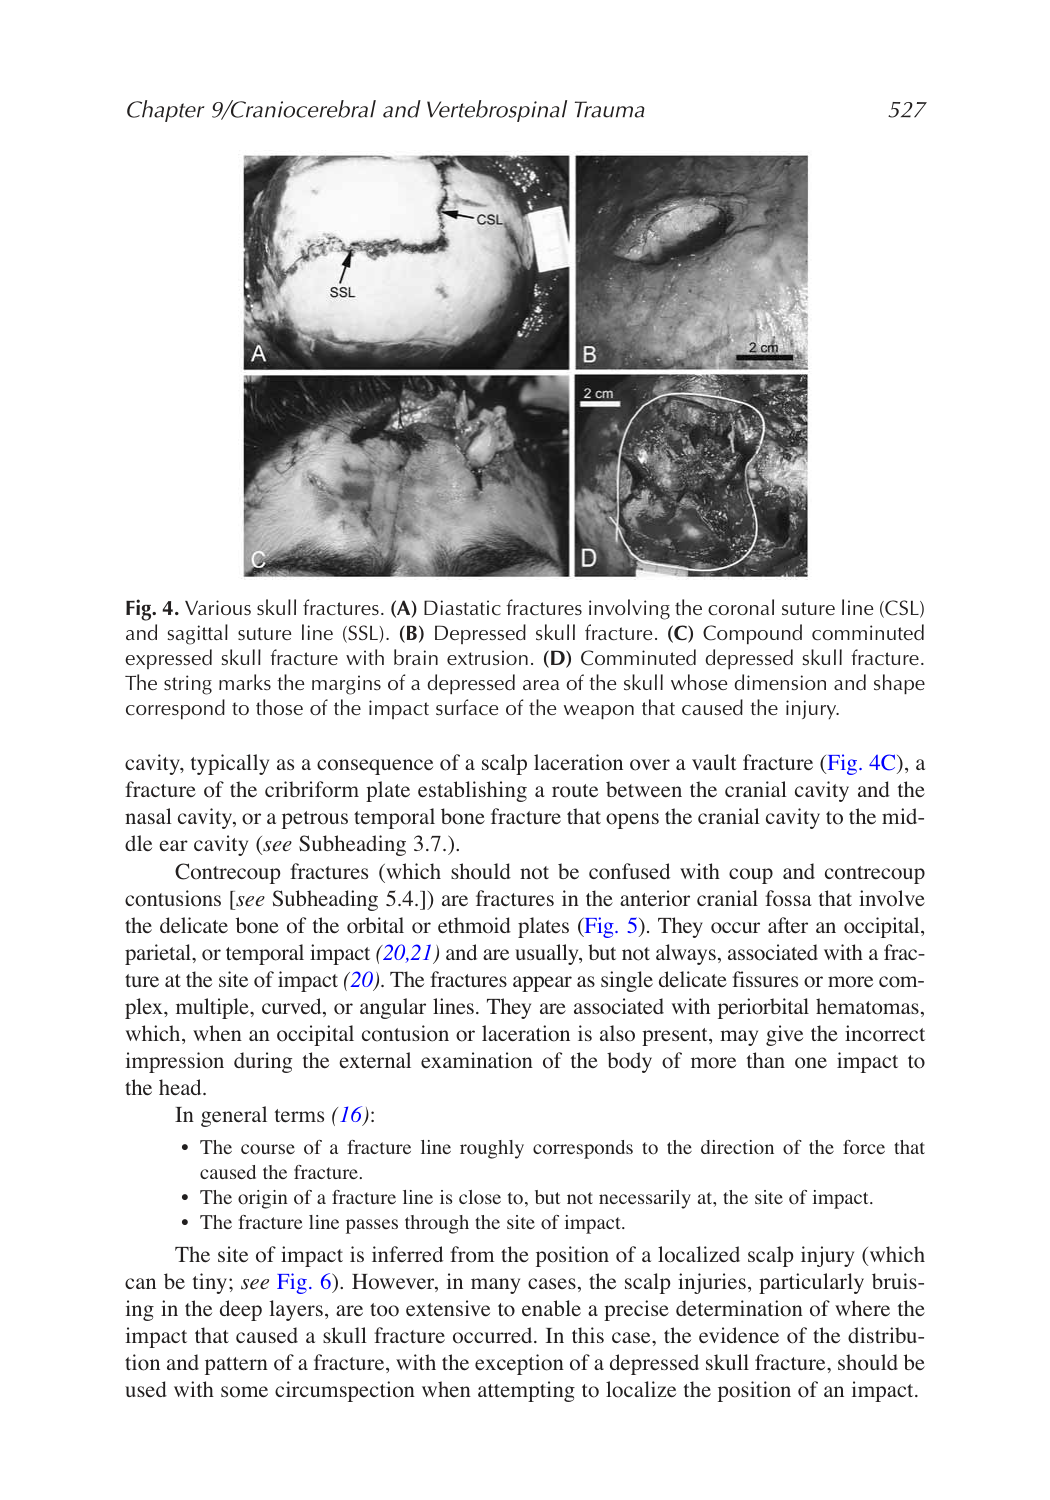 Chapter 9/Craniocerebral and Vertebrospinal Trauma 527
CSL
SSL
A
B
2 cm
C
2 cm
D
Fig. 4. Various skull fractures. (A) Diastatic fractures involving the coronal suture line (CSL)
and sagittal suture line (SSL). (B) Depressed skull fracture. (C) Compound comminuted
expressed skull fracture with brain extrusion. (D) Comminuted depressed skull fracture.
The string marks the margins of a depressed area of the skull whose dimension and shape
correspond to those of the impact surface of the weapon that caused the injury.
cavity, typically as a consequence of a scalp laceration over a vault fracture (Fig. 4C), a
fracture of the cribriform plate establishing a route between the cranial cavity and the
nasal cavity, or a petrous temporal bone fracture that opens the cranial cavity to the mid-
dle ear cavity (see Subheading 3.7.).
Contrecoup fractures (which should not be confused with coup and contrecoup
contusions [see Subheading 5.4.]) are fractures in the anterior cranial fossa that involve
the delicate bone of the orbital or ethmoid plates (Fig. 5). They occur after an occipital,
parietal, or temporal impact (20,21) and are usually, but not always, associated with a frac-
ture at the site of impact (20). The fractures appear as single delicate fissures or more com-
plex, multiple, curved, or angular lines. They are associated with periorbital hematomas,
which, when an occipital contusion or laceration is also present, may give the incorrect
impression during the external examination of the body of more than one impact to
the head.
In general terms (16):
• The course of a fracture line roughly corresponds to the direction of the force that
caused the fracture.
• The origin of a fracture line is close to, but not necessarily at, the site of impact.
• The fracture line passes through the site of impact.
The site of impact is inferred from the position of a localized scalp injury (which
can be tiny; see Fig. 6). However, in many cases, the scalp injuries, particularly bruis-
ing in the deep layers, are too extensive to enable a precise determination of where the
impact that caused a skull fracture occurred. In this case, the evidence of the distribu-
tion and pattern of a fracture, with the exception of a depressed skull fracture, should be
used with some circumspection when attempting to localize the position of an impact.